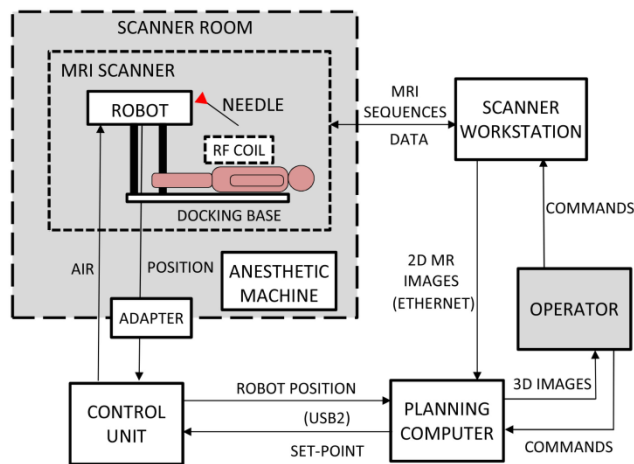 SCANNER ROOM
MRI SCANNER
ROBOT
NEEDLE
RF COIL
DOCKING BASE
MRI
SEQUENCES
DATA
SCANNER
WORKSTATION
COMMANDS
AIR
POSITION
ANESTHETIC
MACHINE
2D MR
IMAGES
(ETHERNET)
OPERATOR
ADAPTER
CONTROL
UNIT
ROBOT POSITION
(USB2)
SET-POINT
PLANNING
COMPUTER
3D IMAGES
COMMANDS